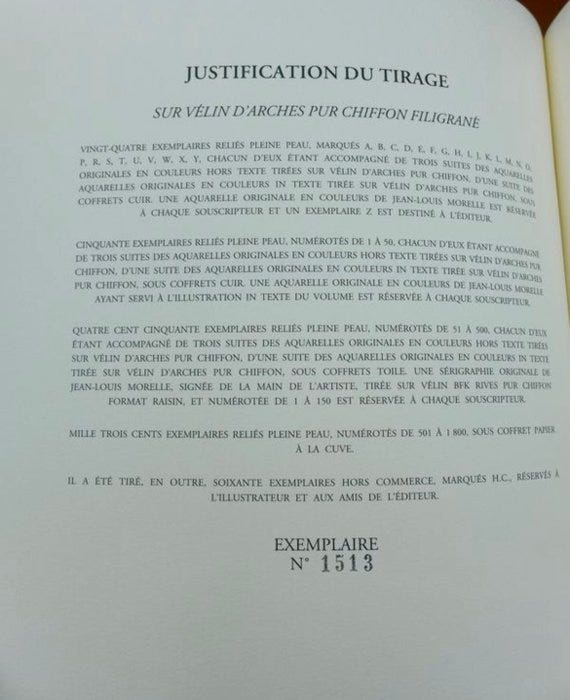 JUSTIFICATION DU TIRAGE
SUR VÉLIN D'ARCHES PUR CHIFFON FILIGRANÉ
VINGT-QUATRE EXEMPLAIRES RELIÉS PLEINE PEAU, MARQUÉS A, B, C, D, E, F, G, H, I, J, K, L, M, N, O,
P, R, S, T, U, V, W, X, Y, CHACUN D'EUX ÉTANT ACCOMPAGNÉ DE TROIS SUITES DES AQUARELLES
ORIGINALES EN COULEURS HORS TEXTE TIRÉES SUR VÉLIN D'ARCHES PUR CHIFFON, D'UNE SUITE DES
AQUARELLES ORIGINALES EN COULEURS IN TEXTE TIRÉE SUR VÉLIN D'ARCHES PUR CHIFFON, SOUS
COFFRETS CUIR. UNE AQUARELLE ORIGINALE EN COULEURS DE JEAN-LOUIS MORELLE EST RÉSERVÉE
À CHAQUE SOUSCRIPTEUR ET UN EXEMPLAIRE Z EST DESTINÉ À L'ÉDITEUR.
CINQUANTE EXEMPLAIRES RELIÉS PLEINE PEAU, NUMÉROTÉS DE 1 À 50, CHACUN D'EUX ÉTANT ACCOMPAGNÉ
DE TROIS SUITES DES AQUARELLES ORIGINALES EN COULEURS HORS TEXTE TIRÉES SUR VÉLIN D'ARCHES PUR
CHIFFON, D'UNE SUITE DES AQUARELLES ORIGINALES EN COULEURS IN TEXTE TIRÉE SUR VÉLIN D'ARCHES
PUR CHIFFON, SOUS COFFRETS CUIR. UNE AQUARELLE ORIGINALE EN COULEURS DE JEAN-LOUIS MORELLE
AYANT SERVI À L'ILLUSTRATION IN TEXTE DU VOLUME EST RÉSERVÉE À CHAQUE SOUSCRIPTEUR.
QUATRE CENT CINQUANTE EXEMPLAIRES RELIÉS PLEINE PEAU, NUMÉROTÉS DE 51 À 500, CHACUN D'EUX
ÉTANT ACCOMPAGNÉ DE TROIS SUITES DES AQUARELLES ORIGINALES EN COULEURS HORS TEXTE TIRÉES
SUR VÉLIN D'ARCHES PUR CHIFFON, D'UNE SUITE DES AQUARELLES ORIGINALES EN COULEURS IN TEXTE
TIRÉE SUR VÉLIN D'ARCHES PUR CHIFFON, SOUS COFFRETS TOILE. UNE SÉRIGRAPHIE ORIGINALE DE
JEAN-LOUIS MORELLE, SIGNÉE DE LA MAIN DE L'ARTISTE, TIRÉE SUR VÉLIN BFK RIVES PUR CHIFFON
FORMAT RAISIN, ET NUMÉROTÉE DE 1 À 150 EST RÉSERVÉE À CHAQUE SOUSCRIPTEUR.
MILLE TROIS CENTS EXEMPLAIRES RELIÉS PLEINE PEAU, NUMÉROTÉS DE 501 À 1 800, SOUS COFFRET PAPIER
À LA CUVE.
IL A ÉTÉ TIRÉ, EN OUTRE, SOIXANTE EXEMPLAIRES HORS COMMERCE, MARQUÉS H.C., RÉSERVÉS À
L'ILLUSTRATEUR ET AUX AMIS DE L'ÉDITEUR.
EXEMPLAIRE
N° 1513